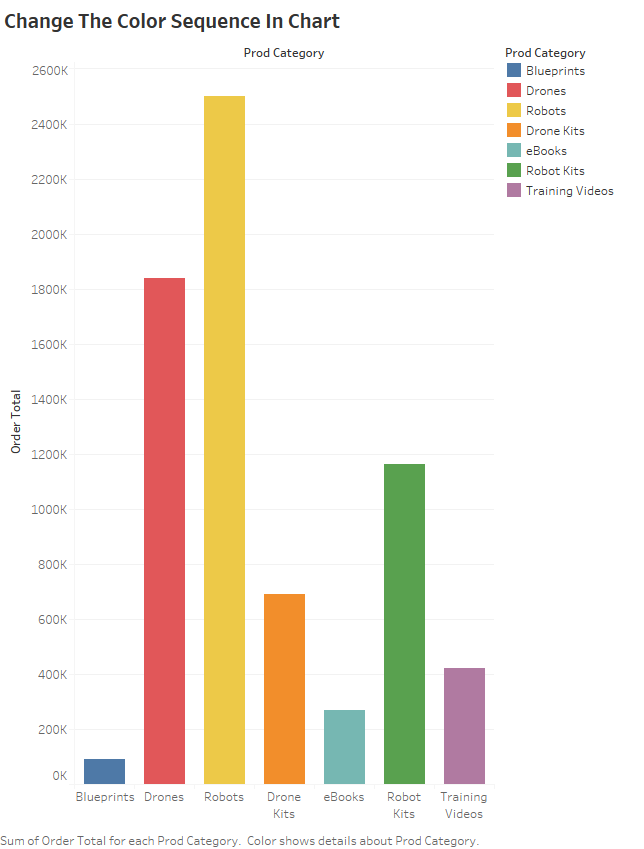 Change The Color Sequence In Chart
Prod Category
Prod Category
Blueprints
Drones
Robots
Drone Kits
eBooks
Robot Kits
Training Videos
2600K
2400K
2200K
2000K
1800K
1600K
1400K
1200K
1000K
800K
600K
400K
200K
0K
Order Total
Blueprints Drones Robots Drone Kits eBooks Robot Kits Training Videos
Sum of Order Total for each Prod Category.  Color shows details about Prod Category.